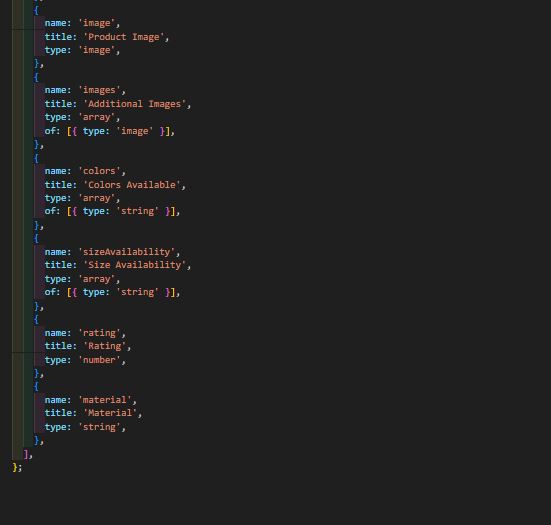 {
name: 'image',
title: 'Product Image',
type: 'image',
},
{
name: 'images',
title: 'Additional Images',
type: 'array',
of: [{ type: 'image' }],
},
{
name: 'colors',
title: 'Colors Available',
type: 'array',
of: [{ type: 'string' }],
},
{
name: 'sizeAvailability',
title: 'Size Availability',
type: 'array',
of: [{ type: 'string' }],
},
{
name: 'rating',
title: 'Rating',
type: 'number',
},
{
name: 'material',
title: 'Material',
type: 'string',
},
],
};